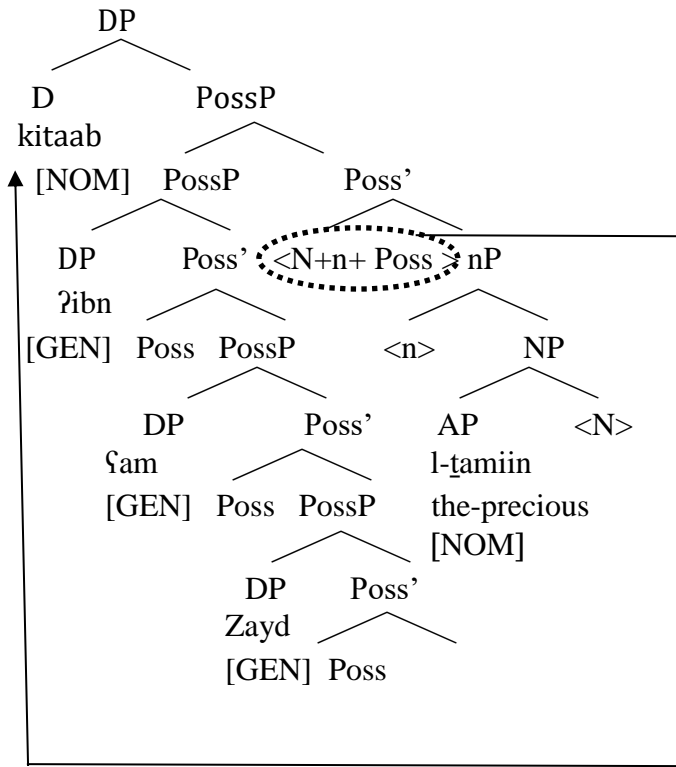 DP
D PossP
kitaab
[NOM] PossP Poss’
DP Poss’ <N+n+ Poss > nP
ʔibn
[GEN] Poss PossP <n> NP
DP Poss’ AP <N>
ʕam l-ṯamiin
[GEN] Poss PossP the-precious
[NOM]
DP Poss’
Zayd
[GEN] Poss